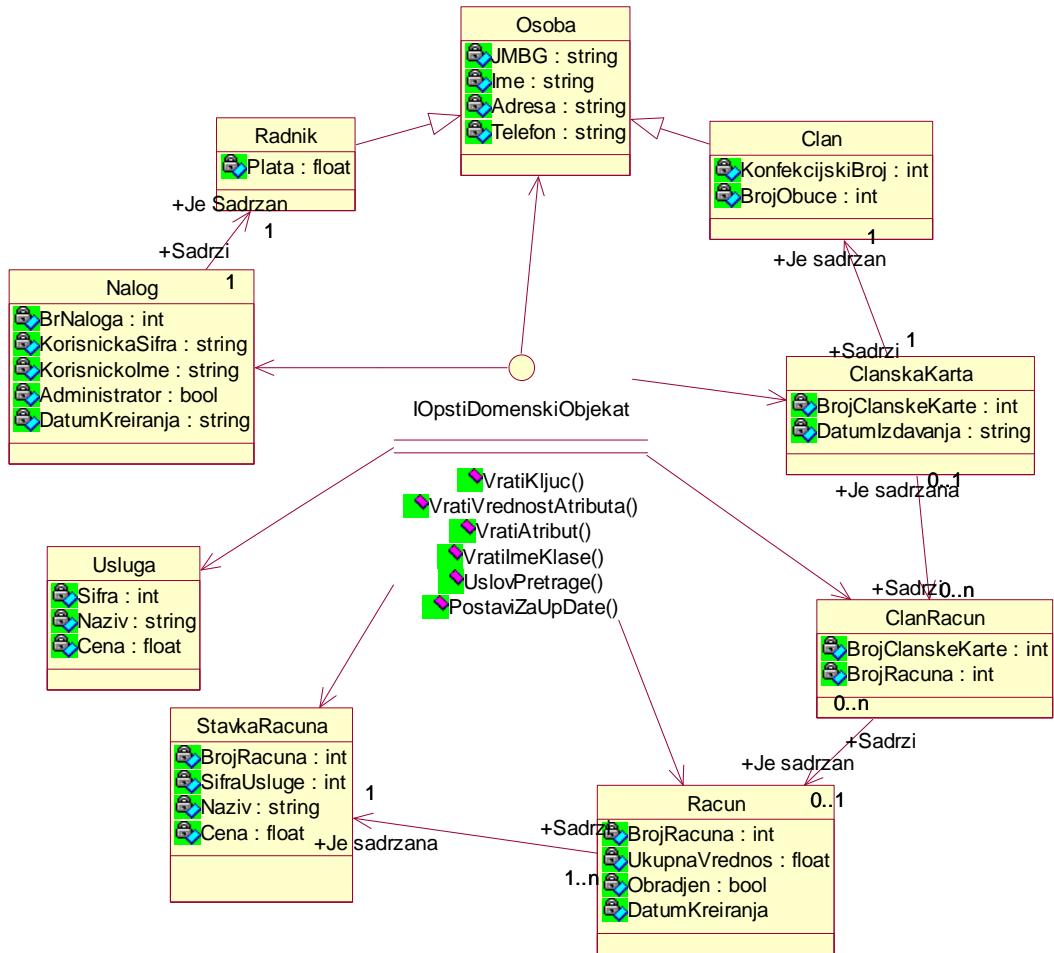 Osoba
JMBG : string
Ime : string
Adresa : string
Telefon : string
Radnik
Plata : float
Clan
KonfekcijskiBroj : int
BrojObuce : int
+Je Sadrzan
1
+Sadrzi
1
1
+Je sadrzan
Nalog
BrNaloga : int
KorisnickaSifra : string
KorisnickoIme : string
Administrator : bool
DatumKreiranja : string
1
+Sadrzi
ClanskaKarta
BrojClanskeKarte : int
DatumIzdavanja : string
IOpstiDomenskiObjekat
VratiKljuc()
VratiVrednostAtributa()
VratiAtribut()
VratiImeKlase()
UslovPretrage()
PostaviZaUpDate()
0..1
+Je sadrzana
+Sadrzi
0..n
Usluga
Sifra : int
Naziv : string
Cena : float
ClanRacun
BrojClanskeKarte : int
BrojRacuna : int
0..n
+Sadrzi
+Je sadrzan
0..1
StavkaRacuna
BrojRacuna : int
SifraUsluge : int
Naziv : string
Cena : float
1
+Je sadrzana
+Sadrzi
1..n
Racun
BrojRacuna : int
UkupnaVrednos : float
Obradjen : bool
DatumKreiranja